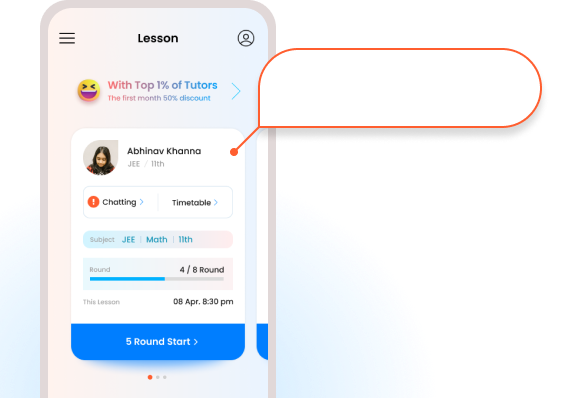 Lesson
With Top 1% of Tutors
The first month 50% discount
Abhinav Khanna
JEE / 11th
! Chatting >
Timetable >
Subject JEE | Math | 11th
Round 4 / 8 Round
This Lesson 08 Apr. 8:30 pm
5 Round Start >